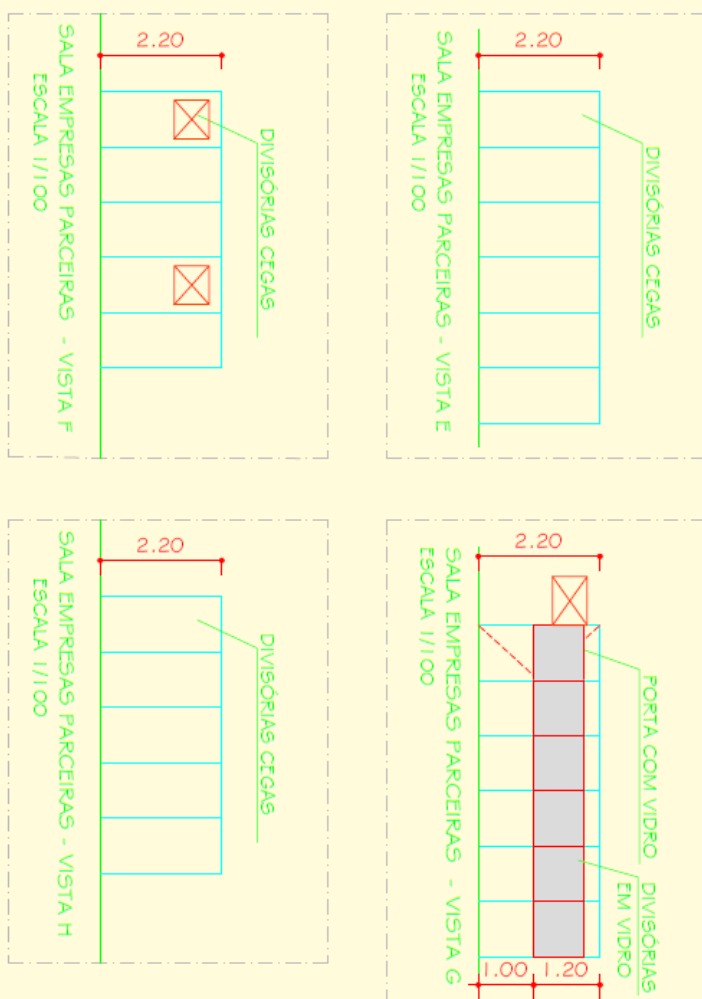 2.20
DIVISÓRIAS CEGAS
SALA EMPRESAS PARCEIRAS - VISTA F
ESCALA 1/100
2.20
DIVISÓRIAS CEGAS
SALA EMPRESAS PARCEIRAS - VISTA E
ESCALA 1/100
2.20
DIVISÓRIAS CEGAS
SALA EMPRESAS PARCEIRAS - VISTA H
ESCALA 1/100
2.20
PORTA COM VIDRO
DIVISÓRIAS
EM VIDRO
1.00
1.20
SALA EMPRESAS PARCEIRAS - VISTA G
ESCALA 1/100